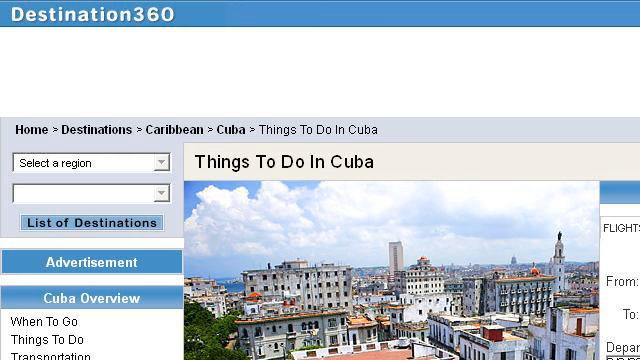 Destination360
Home > Destinations > Caribbean > Cuba > Things To Do In Cuba
Select a region
Things To Do In Cuba
List of Destinations
Advertisement
FLIGHTS
Cuba Overview
From:
When To Go
To:
Things To Do
Transportation